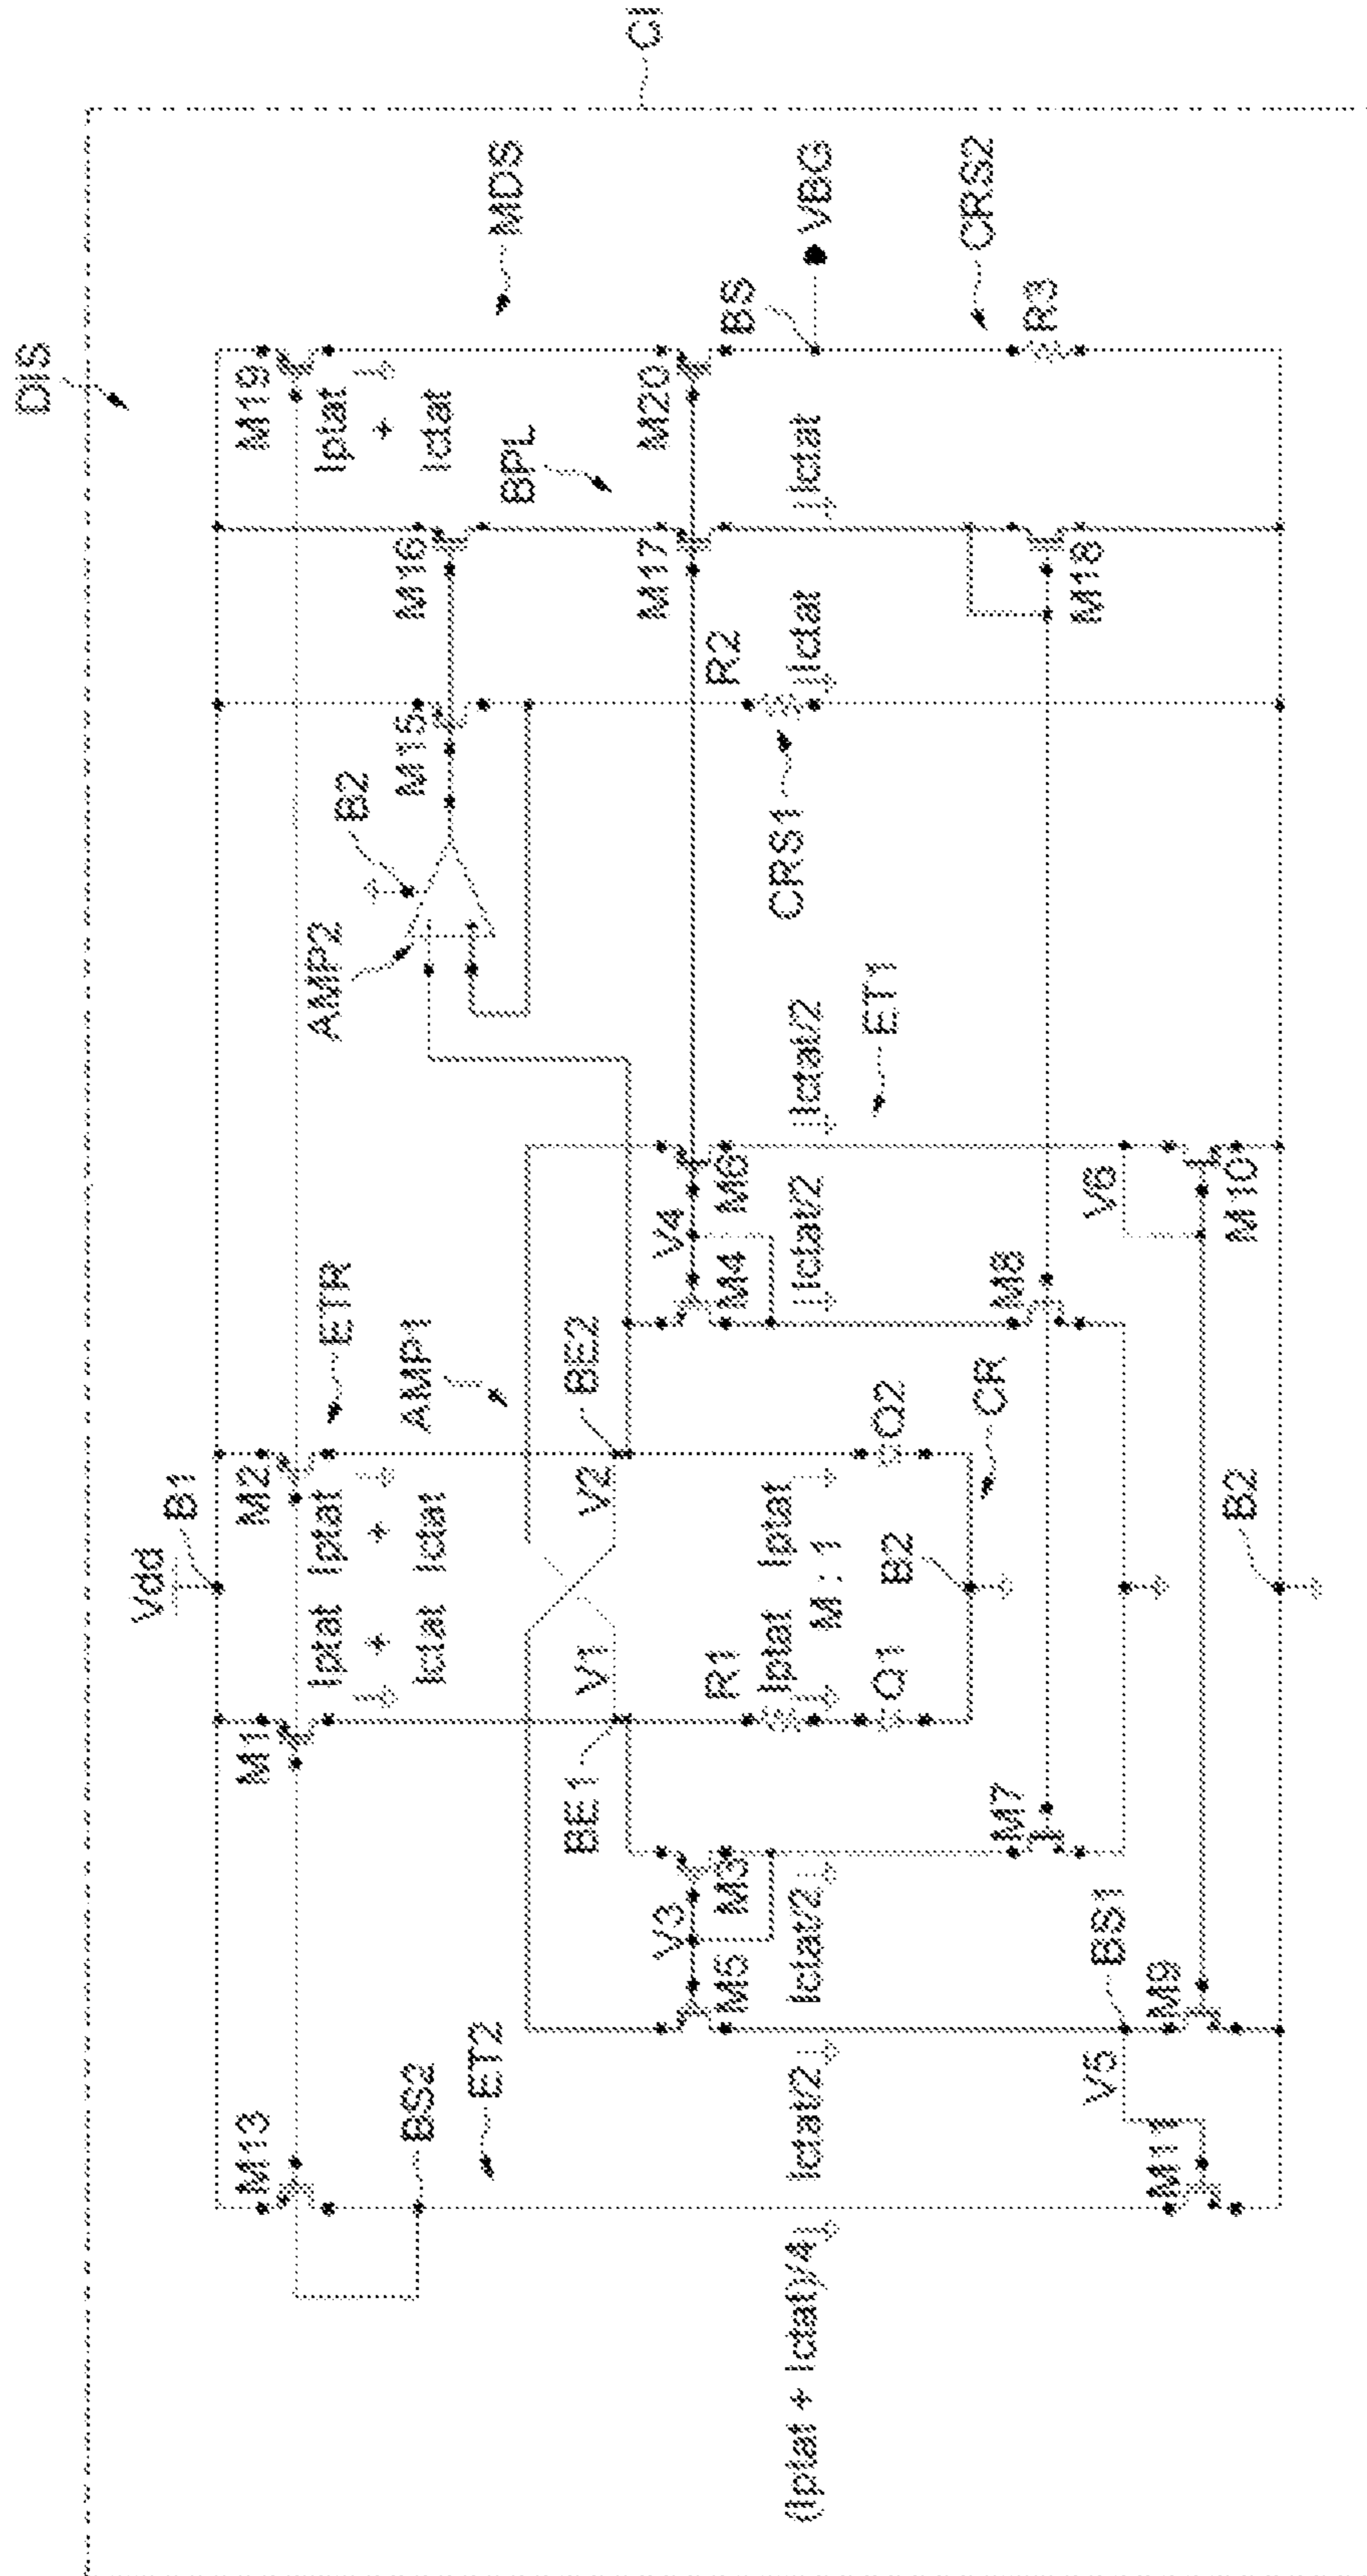 DIS
CI
Vdd
B1
M13
M1
M2
M19
Iptat
+
Ictat
Iptat
+
Ictat
Iptat
+
Ictat
ETR
MDS
BS2
ET2
AMP1
AMP2
B2
M15
M16
BPL
BE1
V1
V2
BE2
M5
V3
M3
M4
V4
M6
R2
M17
M20
BS
VBG
R1
(Iptat + Ictat)/4
Ictat/2
Ictat/2
Iptat
Iptat
M : 1
Ictat/2
Ictat/2
Ictat
Ictat
CRS1
ET1
Q1
B2
Q2
CR
CRS2
M7
M8
M18
R3
V5
BS1
V6
M11
M9
M10
B2